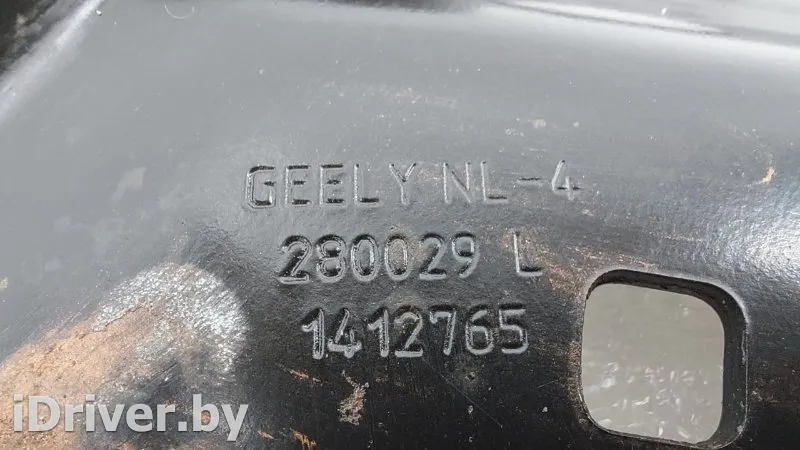 GEELY NL-4
280029 L
1412765
iDriver.by